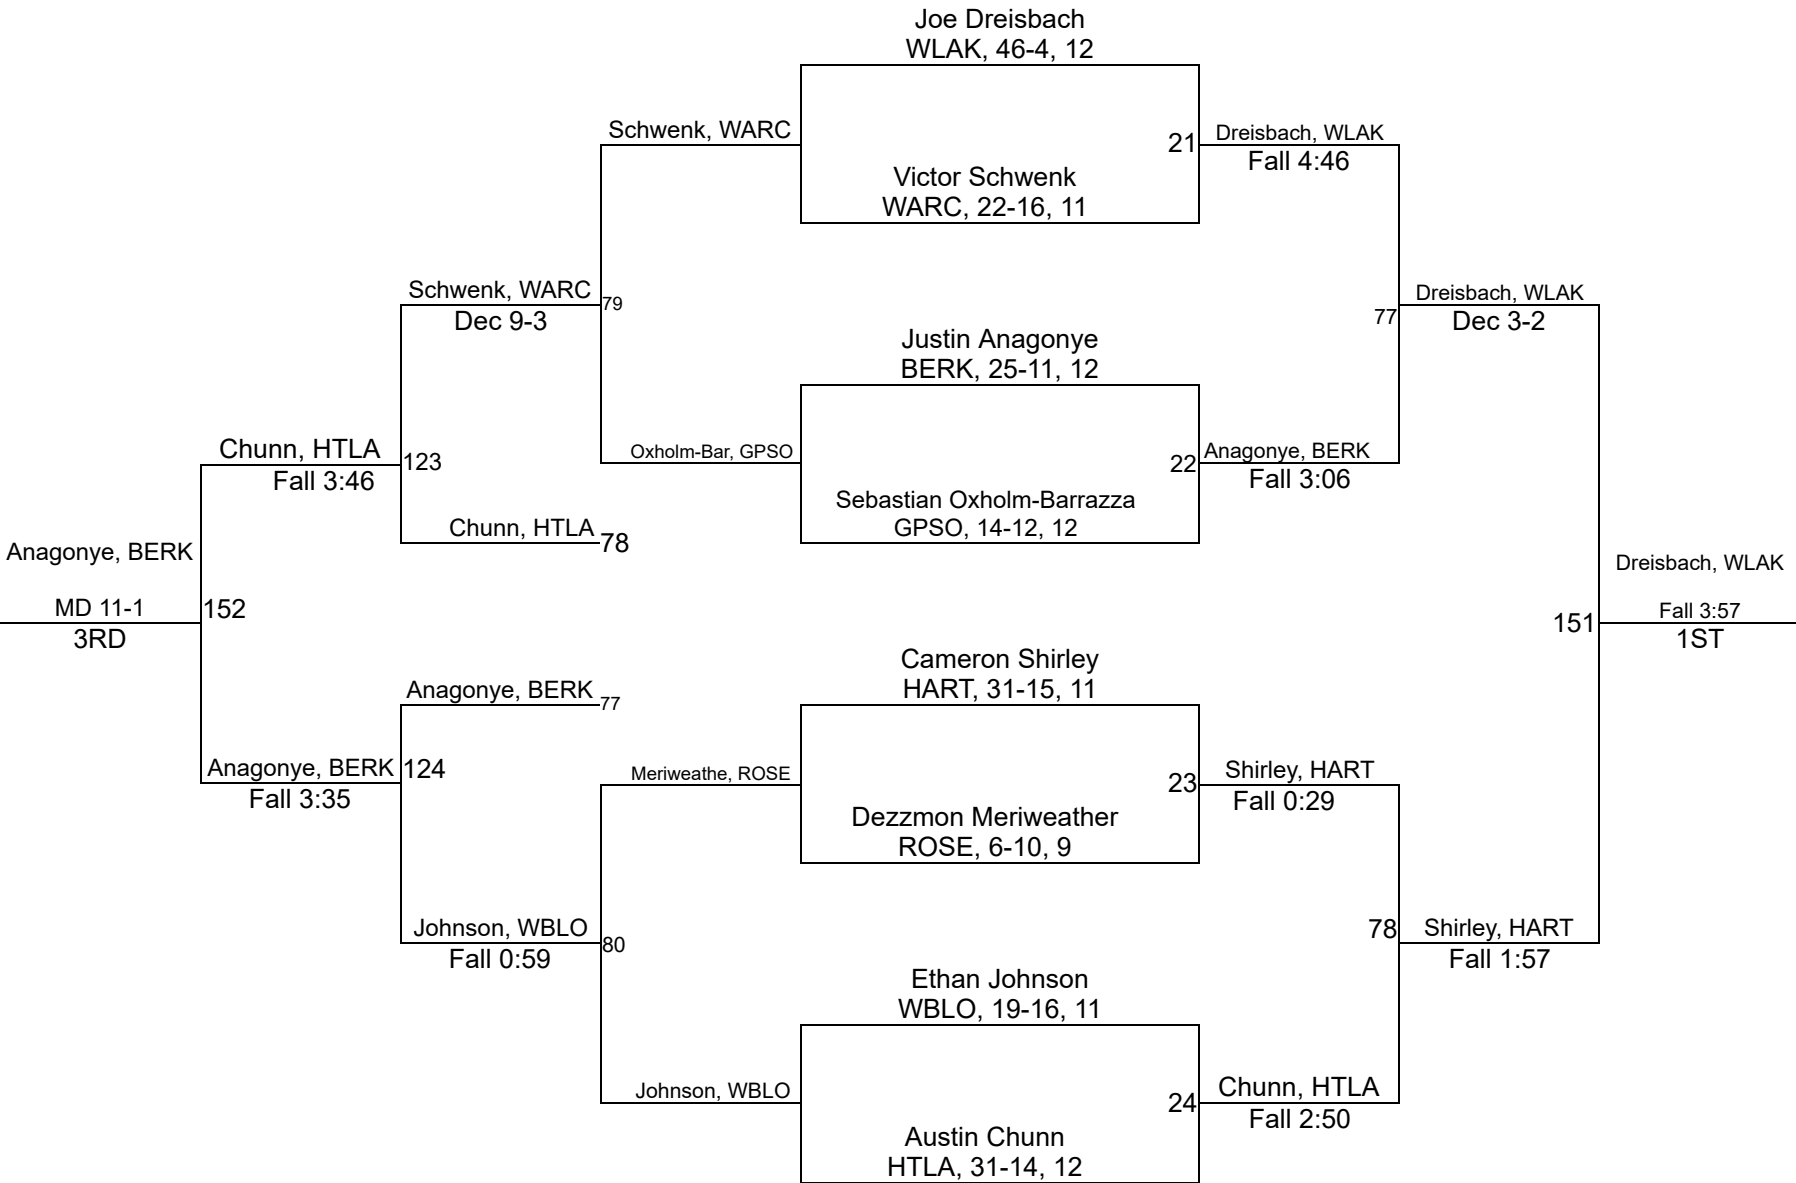 Joe Dreisbach
WLAK, 46-4, 12
Schwenk, WARC
21
Dreisbach, WLAK
Fall 4:46
Victor Schwenk
WARC, 22-16, 11
Schwenk, WARC
Dec 9-3
79
Dreisbach, WLAK
77
Dec 3-2
Justin Anagonye
BERK, 25-11, 12
Chunn, HTLA
Fall 3:46
123
Oxholm-Bar, GPSO
22
Anagonye, BERK
Fall 3:06
Sebastian Oxholm-Barrazza
GPSO, 14-12, 12
Chunn, HTLA
78
Anagonye, BERK
MD 11-1
3RD
152
Dreisbach, WLAK
151
Fall 3:57
1ST
Cameron Shirley
HART, 31-15, 11
Anagonye, BERK
77
Anagonye, BERK
Fall 3:35
124
Meriweathe, ROSE
23
Shirley, HART
Fall 0:29
Dezzmon Meriweather
ROSE, 6-10, 9
Johnson, WBLO
Fall 0:59
80
78
Shirley, HART
Fall 1:57
Ethan Johnson
WBLO, 19-16, 11
Johnson, WBLO
24
Chunn, HTLA
Fall 2:50
Austin Chunn
HTLA, 31-14, 12